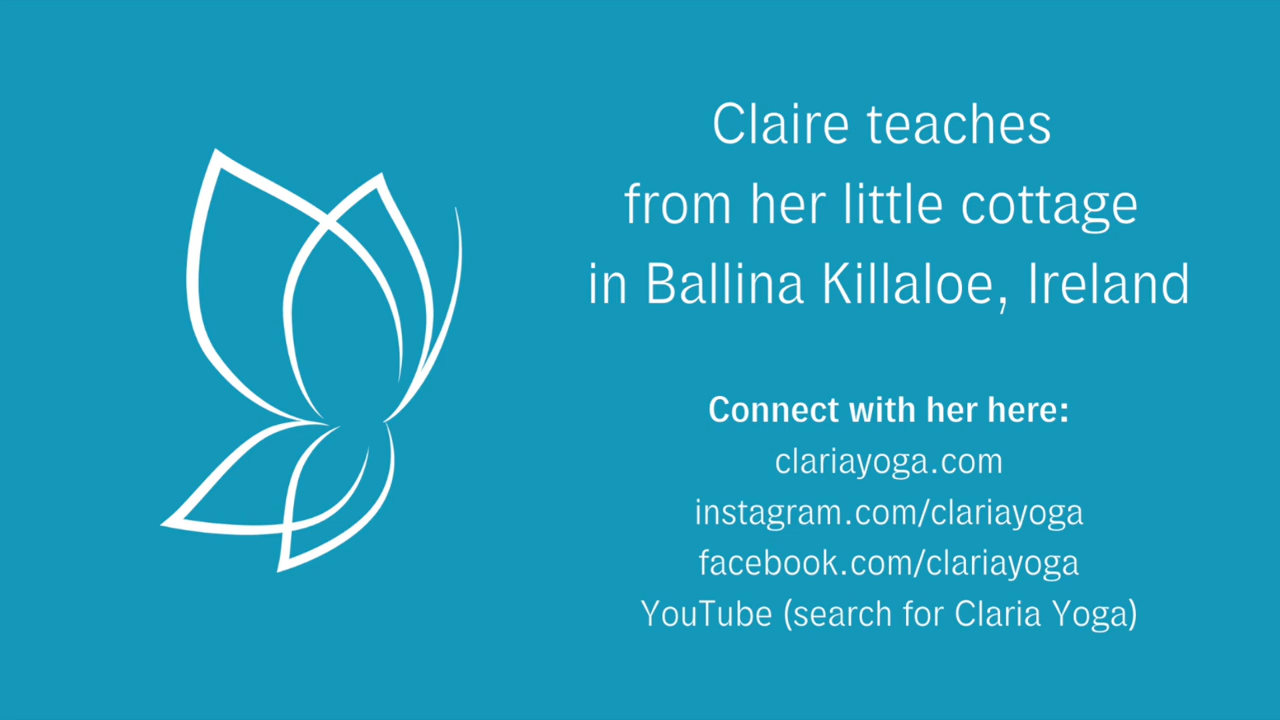 Claire teaches
from her little cottage
in Ballina Killaloe, Ireland
Connect with her here:
clariayoga.com
instagram.com/clariayoga
facebook.com/clariayoga
YouTube (search for Claria Yoga)